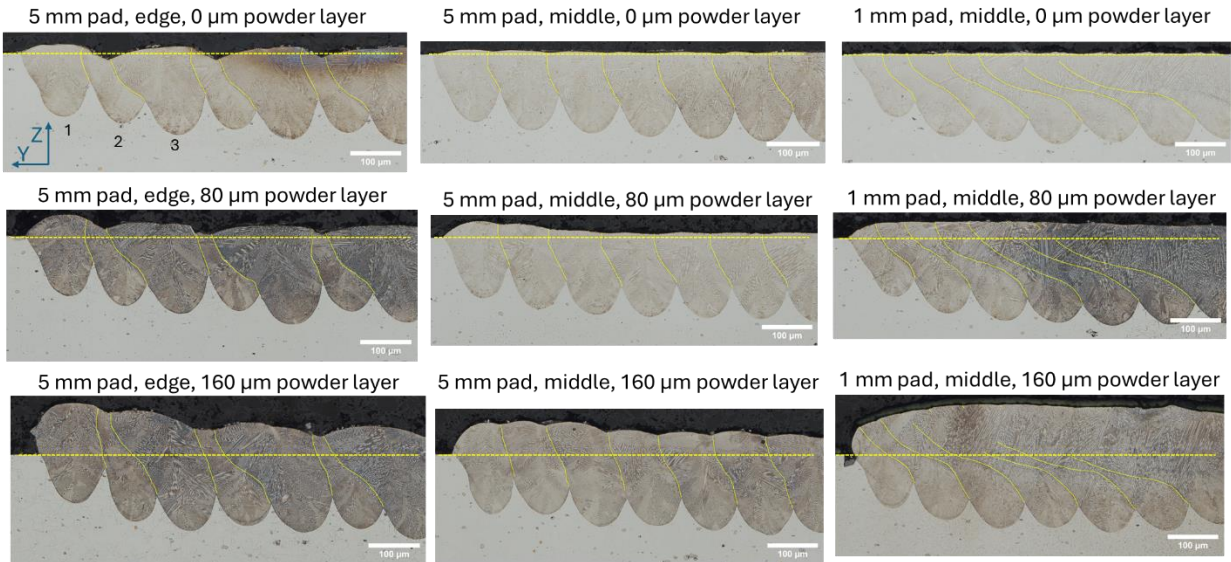 5 mm pad, edge, 0 µm powder layer
5 mm pad, middle, 0 µm powder layer
1 mm pad, middle, 0 µm powder layer
1
2
3
Z
Y
100 µm
100 µm
100 µm
5 mm pad, edge, 80 µm powder layer
5 mm pad, middle, 80 µm powder layer
1 mm pad, middle, 80 µm powder layer
100 µm
100 µm
100 µm
5 mm pad, edge, 160 µm powder layer
5 mm pad, middle, 160 µm powder layer
1 mm pad, middle, 160 µm powder layer
100 µm
100 µm
100 µm